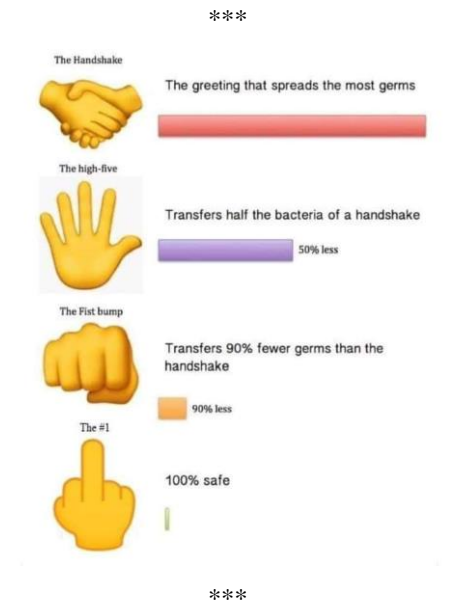 ***
The Handshake
The greeting that spreads the most germs
The high-five
Transfers half the bacteria of a handshake
50% less
The Fist bump
Transfers 90% fewer germs than the
handshake
90% less
The #1
100% safe
***